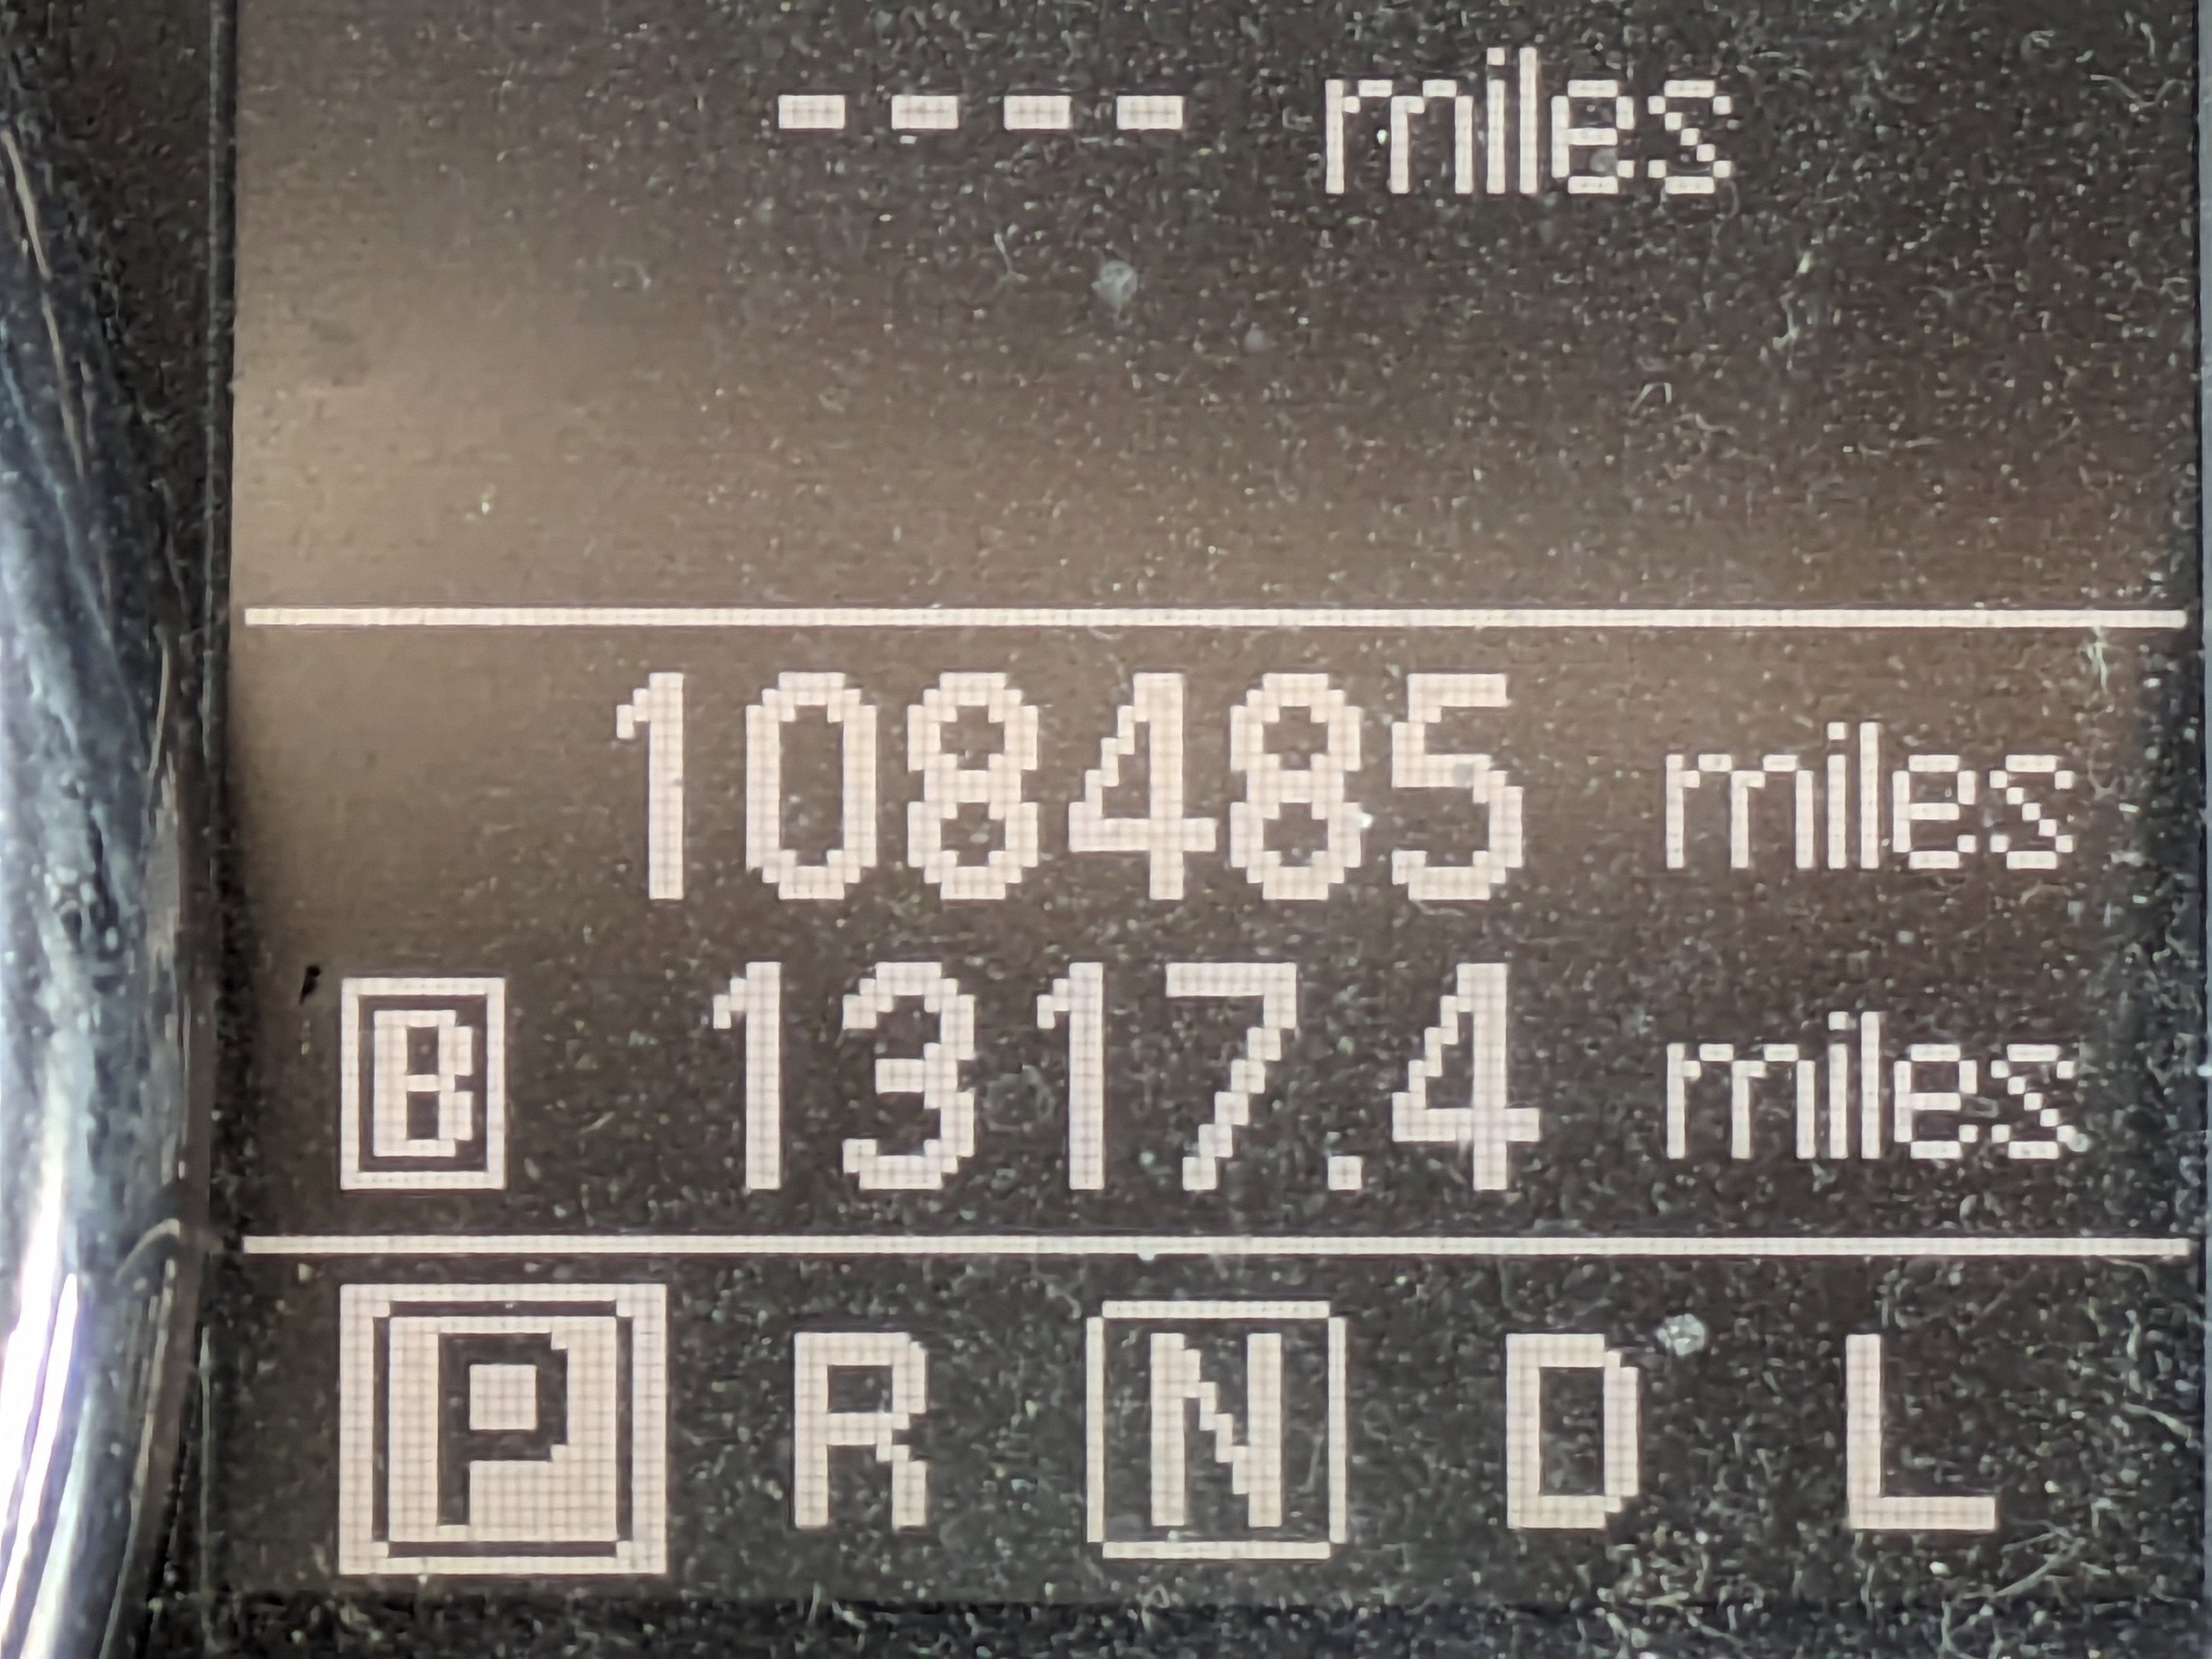 ---- miles
108485 miles
B 1317.4 miles
P R N D L